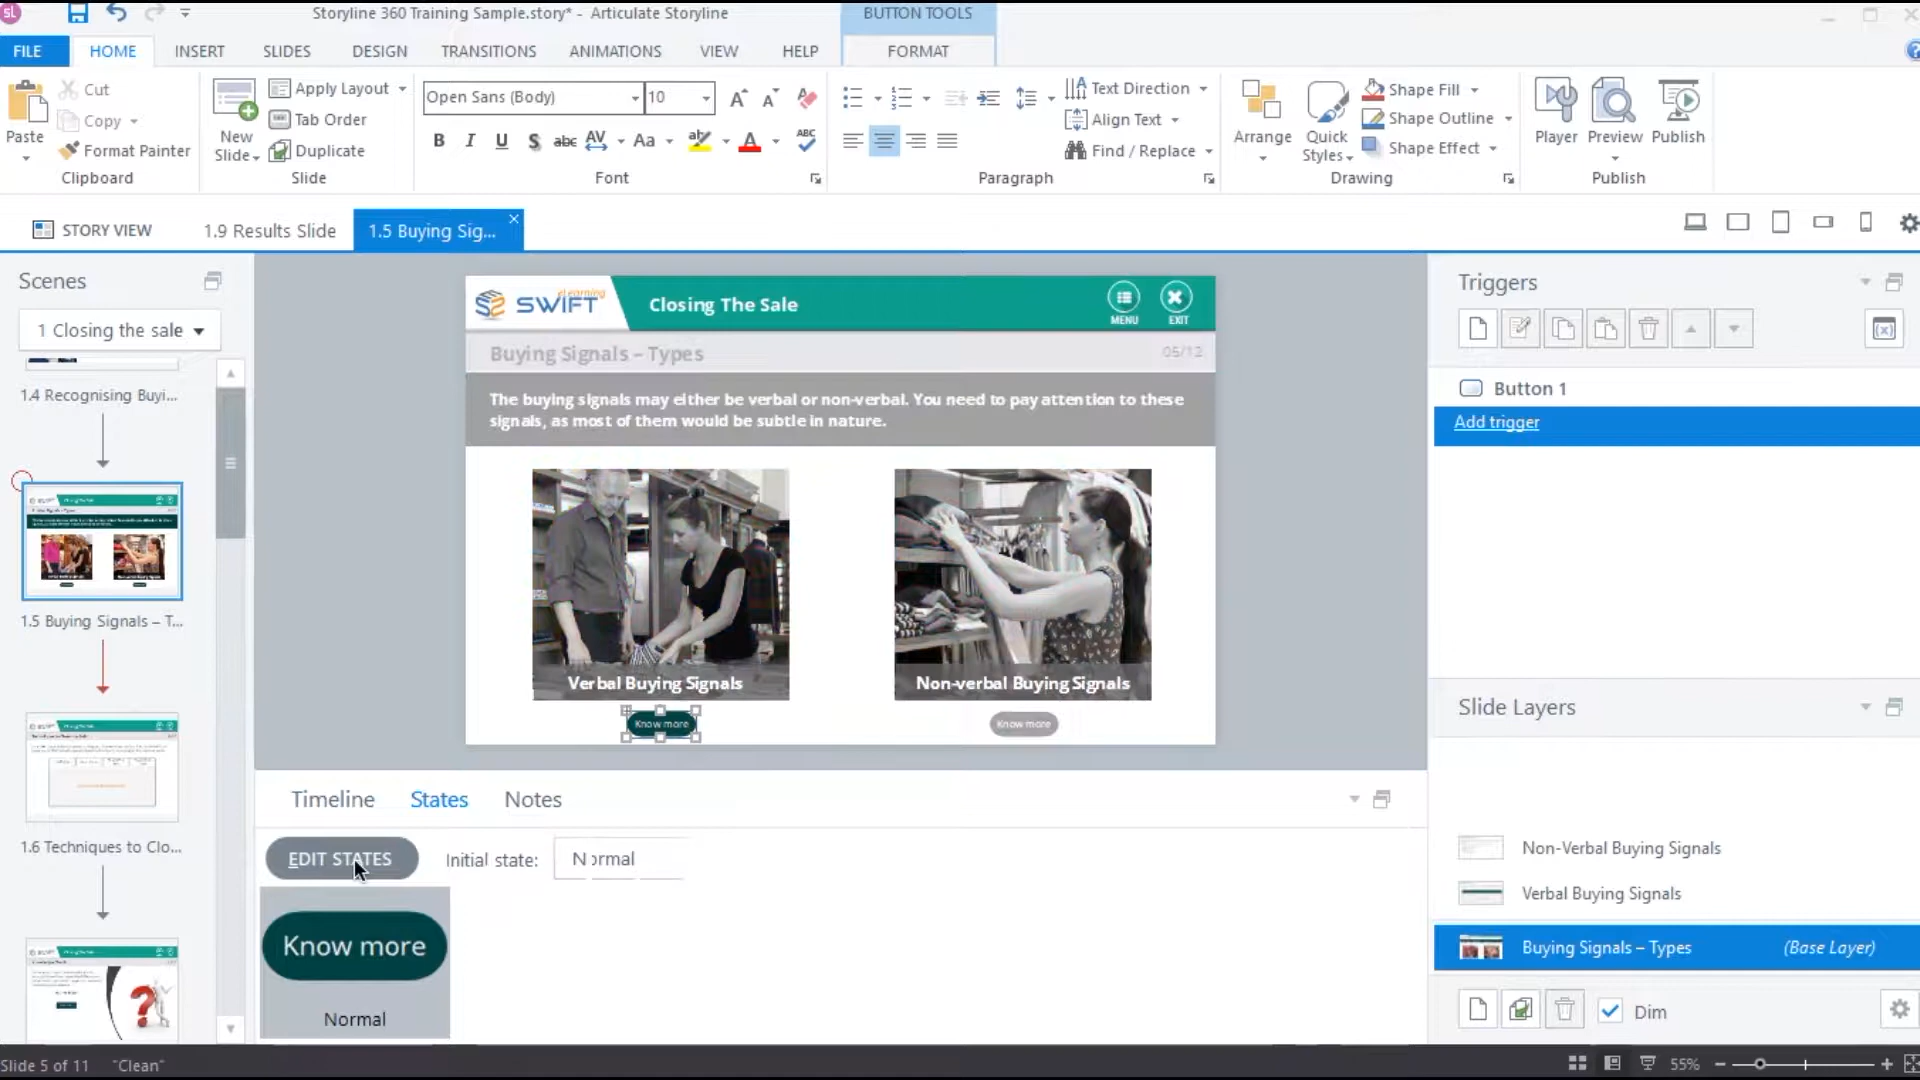 Storyline 360 Training Sample.story* - Articulate Storyline
BUTTON TOOLS
FILE
HOME
INSERT
SLIDES
DESIGN
TRANSITIONS
ANIMATIONS
VIEW
HELP
FORMAT
Paste
Cut
Copy
Format Painter
Clipboard
New Slide
Apply Layout
Tab Order
Duplicate
Slide
Open Sans (Body)
10
Font
Text Direction
Align Text
Find / Replace
Paragraph
Arrange
Quick Styles
Shape Fill
Shape Outline
Shape Effect
Drawing
Player
Preview
Publish
Publish
STORY VIEW
1.9 Results Slide
1.5 Buying Sig...
Scenes
1 Closing the sale
1.4 Recognising Buyi...
1.5 Buying Signals – T...
1.6 Techniques to Clo...
SWIFT
eLearning
Closing The Sale
MENU
EXIT
Buying Signals – Types
05/12
The buying signals may either be verbal or non-verbal. You need to pay attention to these
signals, as most of them would be subtle in nature.
Verbal Buying Signals
Non-verbal Buying Signals
Know more
Know more
Timeline
States
Notes
EDIT STATES
Initial state:
Normal
Know more
Normal
Triggers
Button 1
Add trigger
Slide Layers
Non-Verbal Buying Signals
Verbal Buying Signals
Buying Signals – Types
(Base Layer)
Dim
Slide 5 of 11
"Clean"
55%